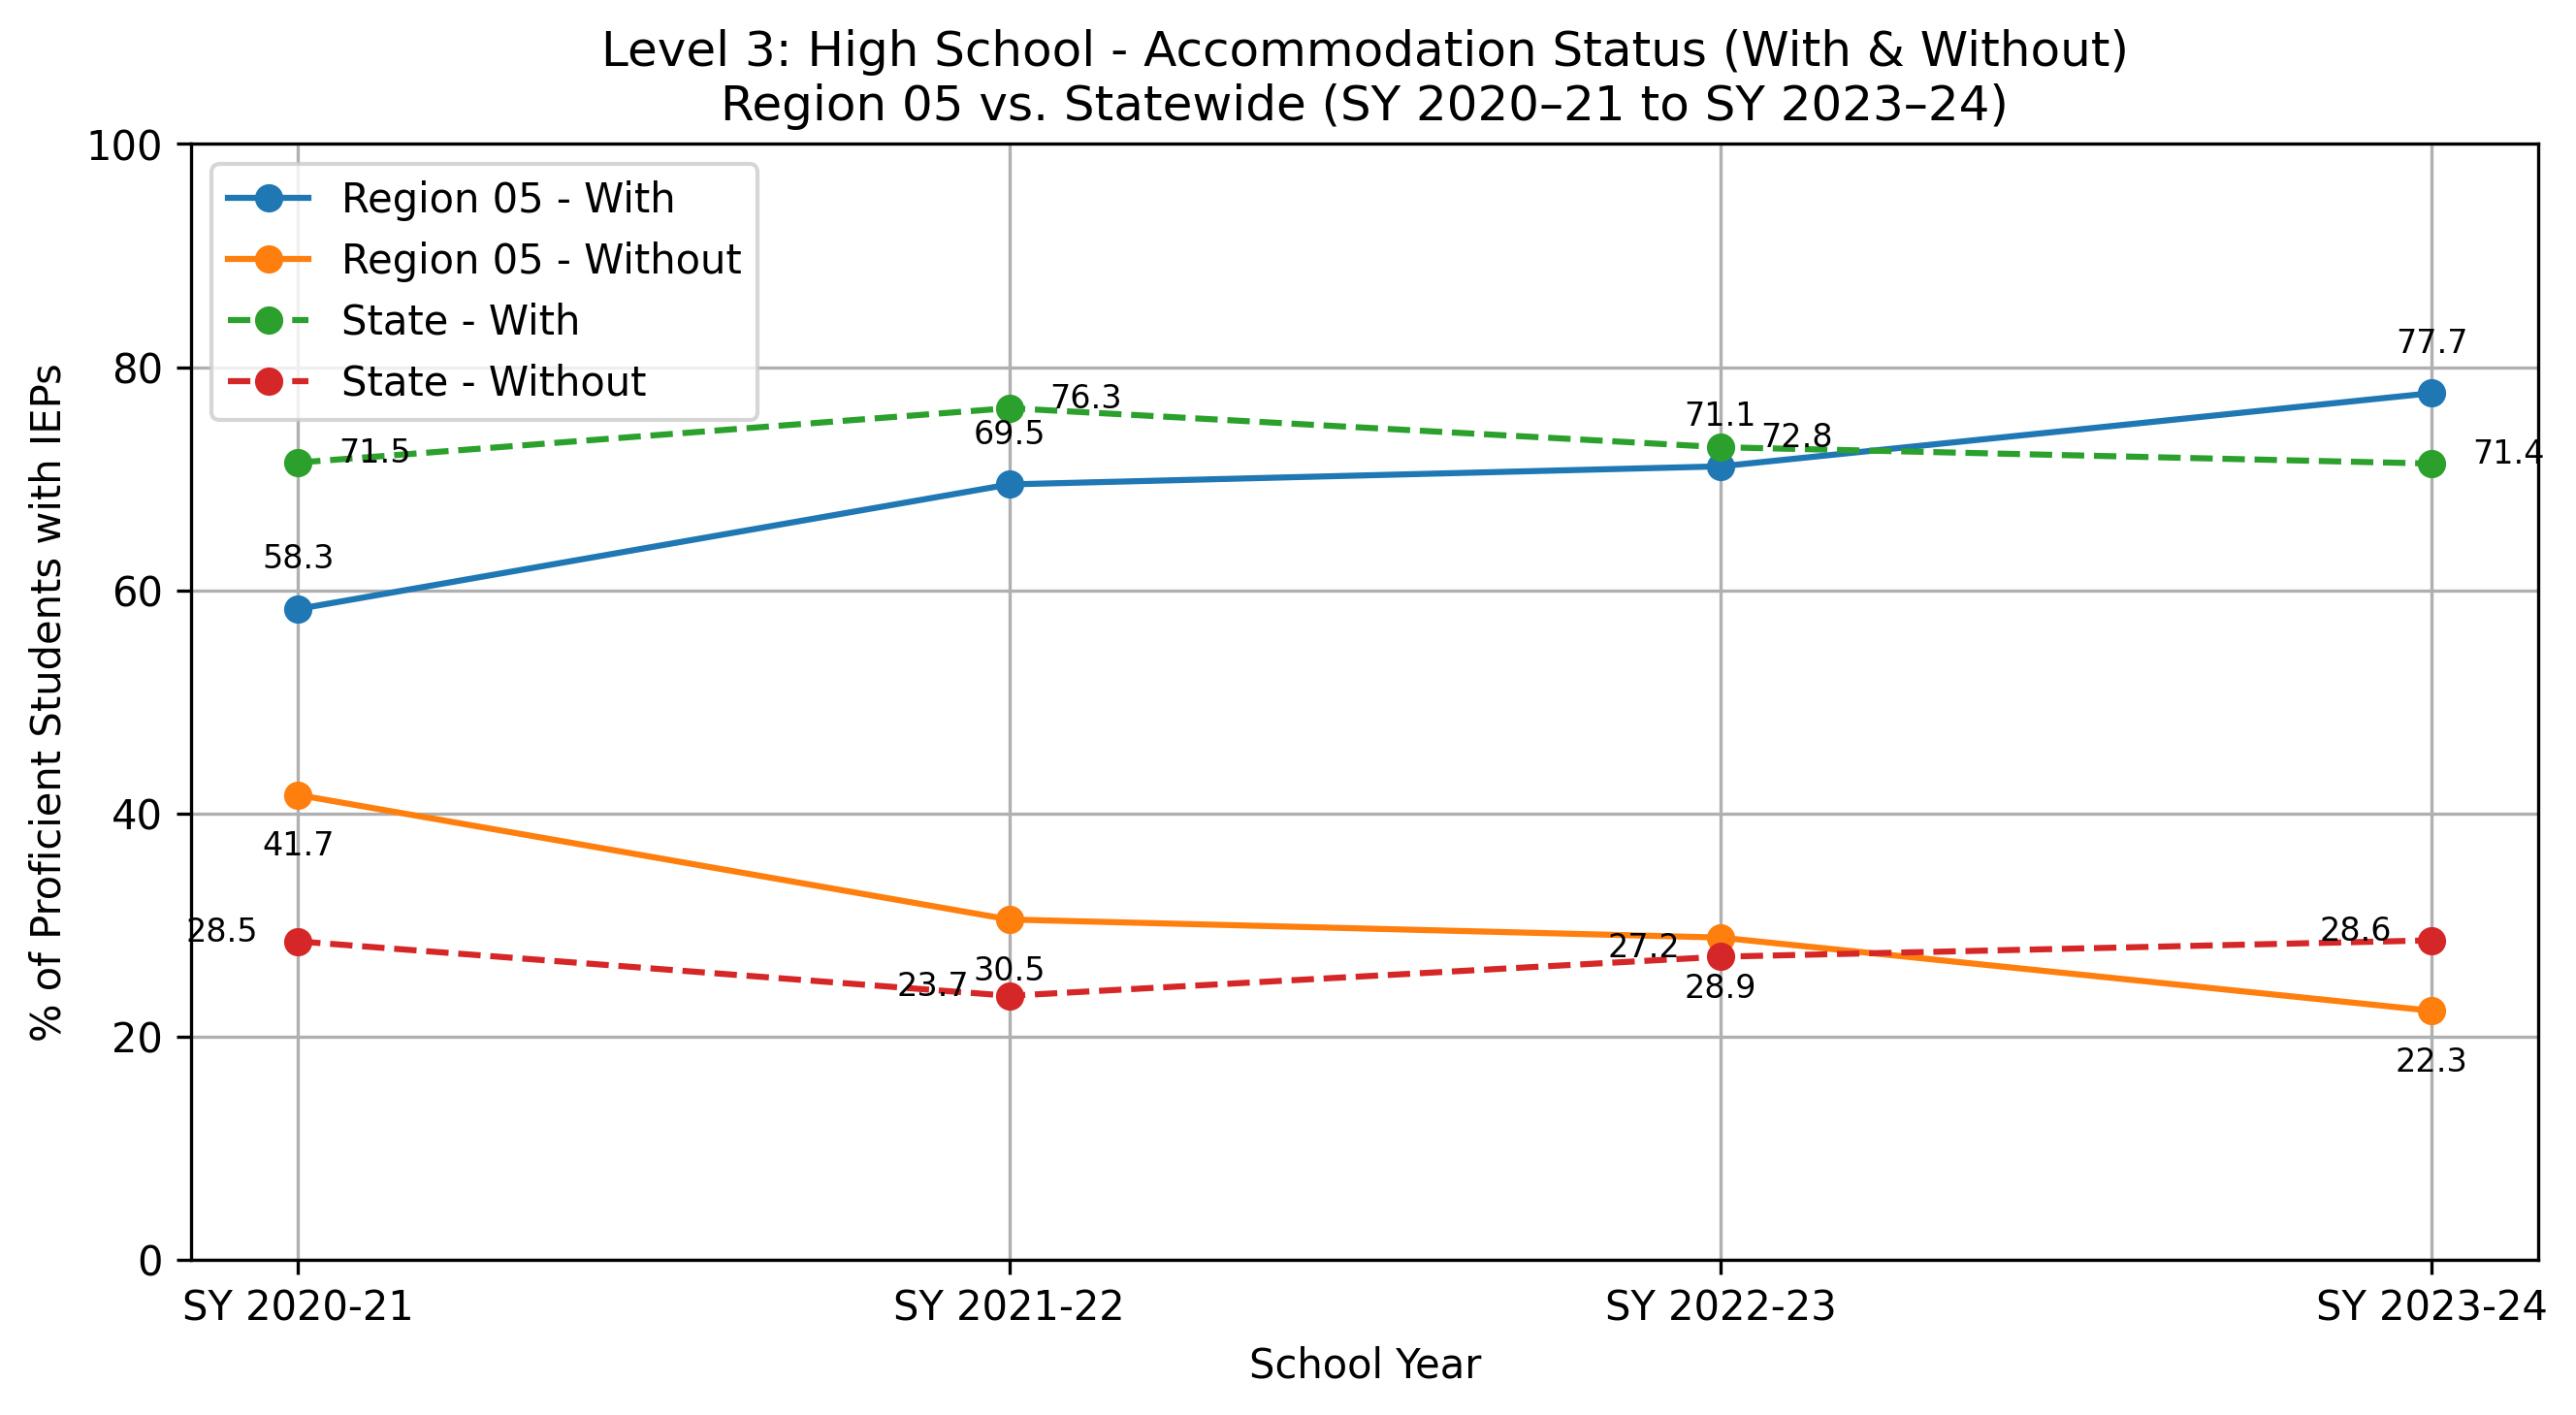 Level 3: High School - Accommodation Status (With & Without)
Region 05 vs. Statewide (SY 2020–21 to SY 2023–24)
% of Proficient Students with IEPs
100
80
60
40
20
0
Region 05 - With
Region 05 - Without
State - With
State - Without
77.7
76.3
71.1
69.5
72.8
71.5
71.4
58.3
41.7
28.5
23.7
30.5
27.2
28.9
28.6
22.3
SY 2020-21
SY 2021-22
SY 2022-23
SY 2023-24
School Year